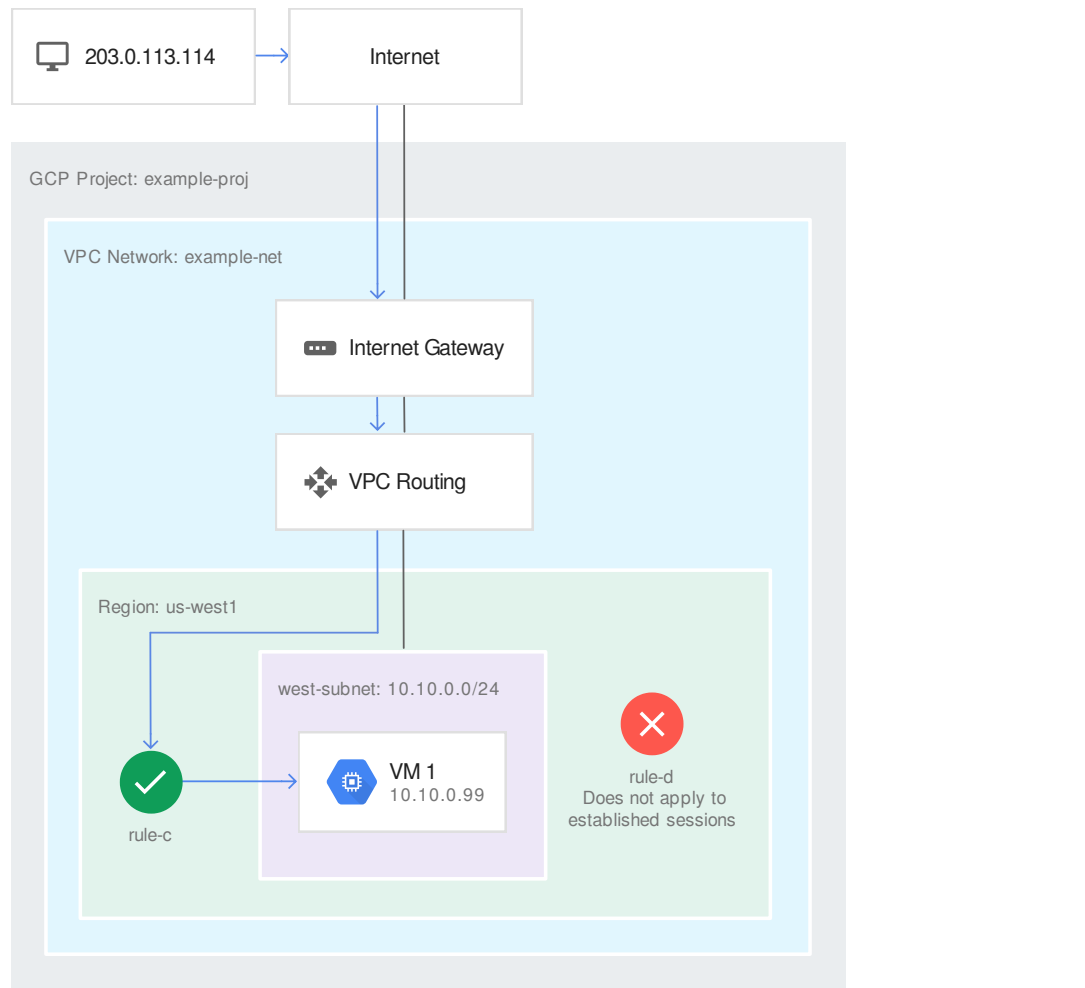 203.0.113.114
Internet
GCP Project: example-proj
VPC Network: example-net
Internet Gateway
VPC Routing
Region: us-west1
west-subnet: 10.10.0.0/24
VM 1
10.10.0.99
rule-c
rule-d
Does not apply to
established sessions